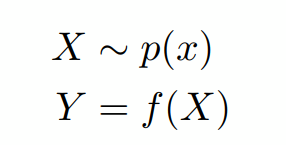 X ∼ p(x)
Y = f(X)